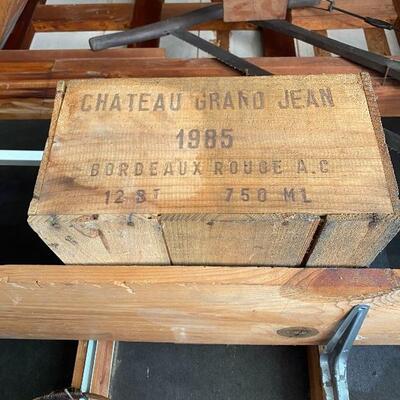 CHATEAU GRAND JEAN
1985
BORDEAUX ROUGE A.C
12 BT 750 ML